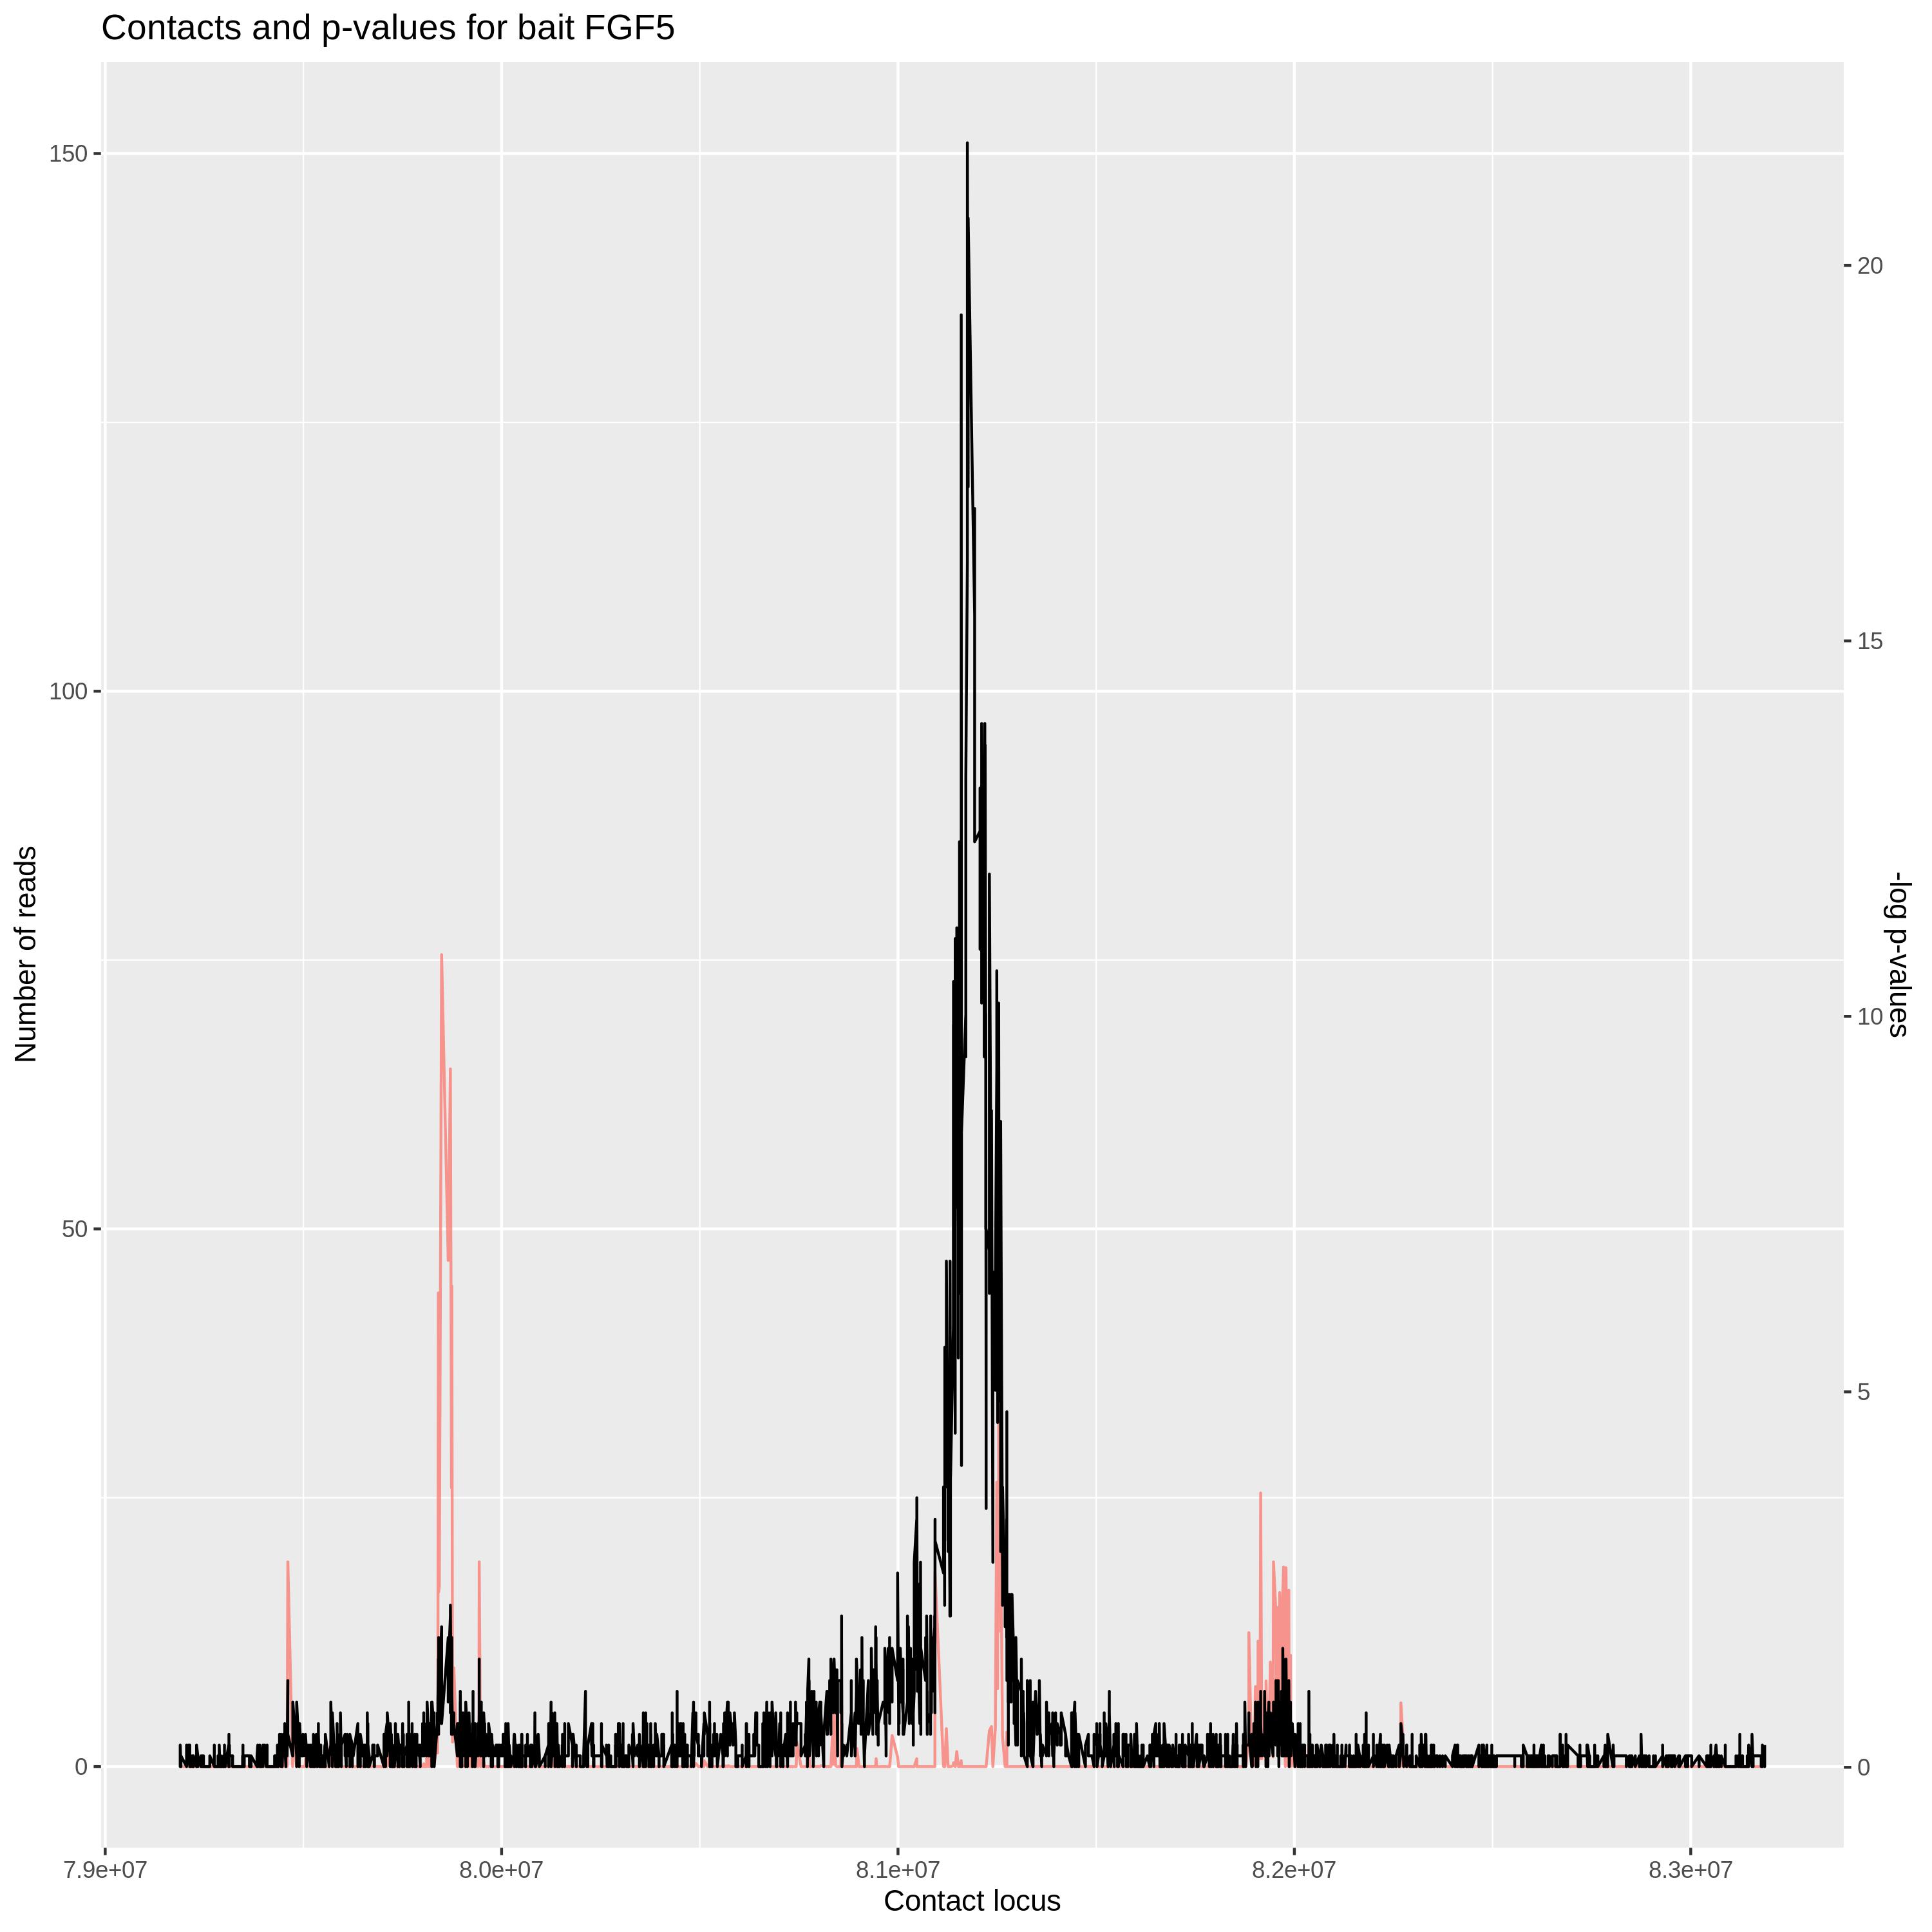 Contacts and p-values for bait FGF5
150
100
50
0
Number of reads
20
15
10
5
0
-log p-values
7.9e+07 8.0e+07 8.1e+07 8.2e+07 8.3e+07
Contact locus